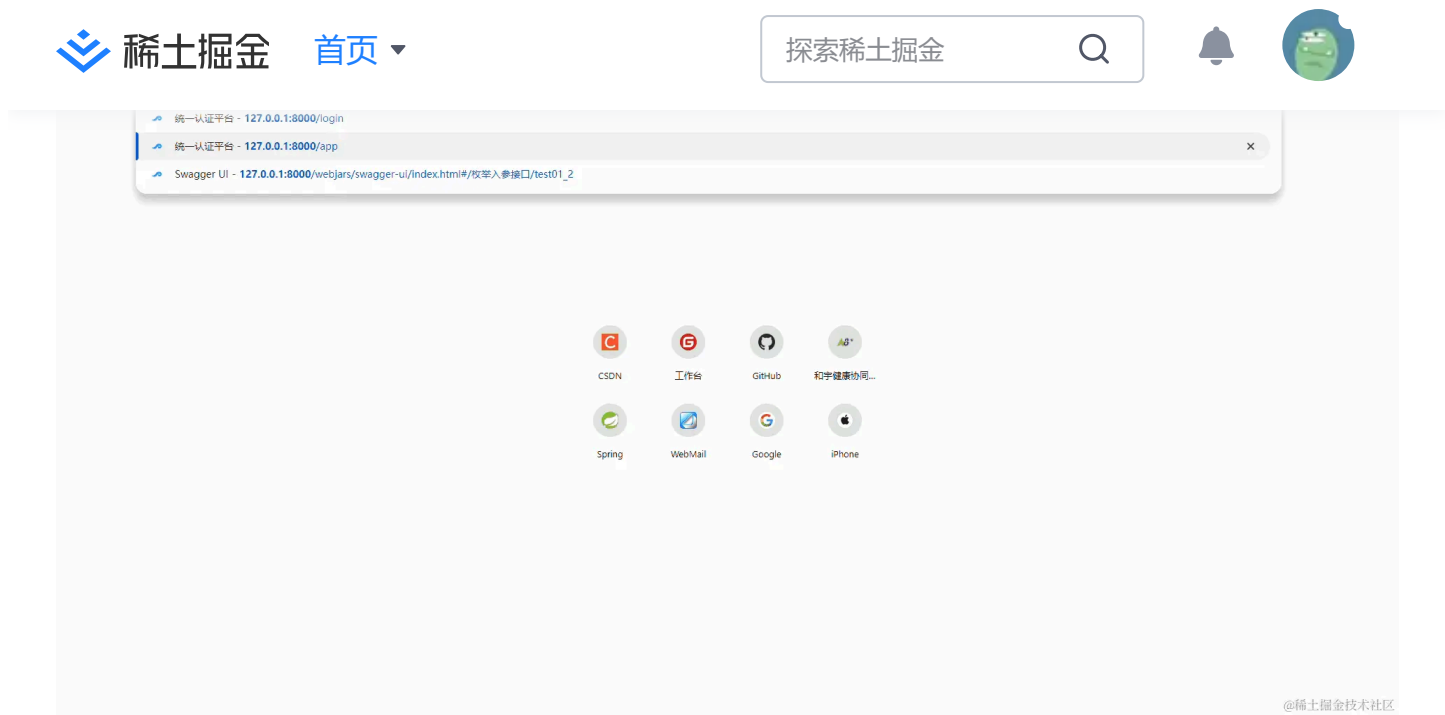 稀土掘金 首页 探索稀土掘金
统一认证平台 - 127.0.0.1:8000/login
统一认证平台 - 127.0.0.1:8000/app
Swagger UI - 127.0.0.1:8000/webjars/swagger-ui/index.html#/枚举入参接口/test01_2
CSDN 工作台 GitHub 和宇健康协同...
Spring WebMail Google iPhone
@稀土掘金技术社区